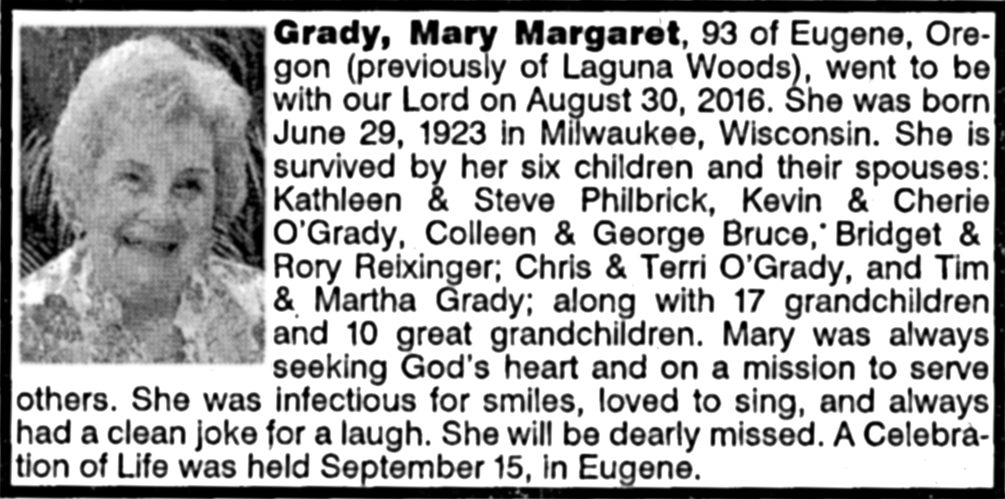 Grady, Mary Margaret, 93 of Eugene, Ore-
gon (previously of Laguna Woods), went to be
with our Lord on August 30, 2016. She was born
June 29, 1923 in Milwaukee, Wisconsin. She is
survived by her six children and their spouses:
Kathleen & Steve Philbrick, Kevin & Cherie
O'Grady, Colleen & George Bruce, Bridget &
Rory Reixinger; Chris & Terri O'Grady, and Tim
& Martha Grady; along with 17 grandchildren
and 10 great grandchildren. Mary was always
seeking God's heart and on a mission to serve
others. She was infectious for smiles, loved to sing, and always
had a clean joke for a laugh. She will be dearly missed. A Celebra-
tion of Life was held September 15, in Eugene.